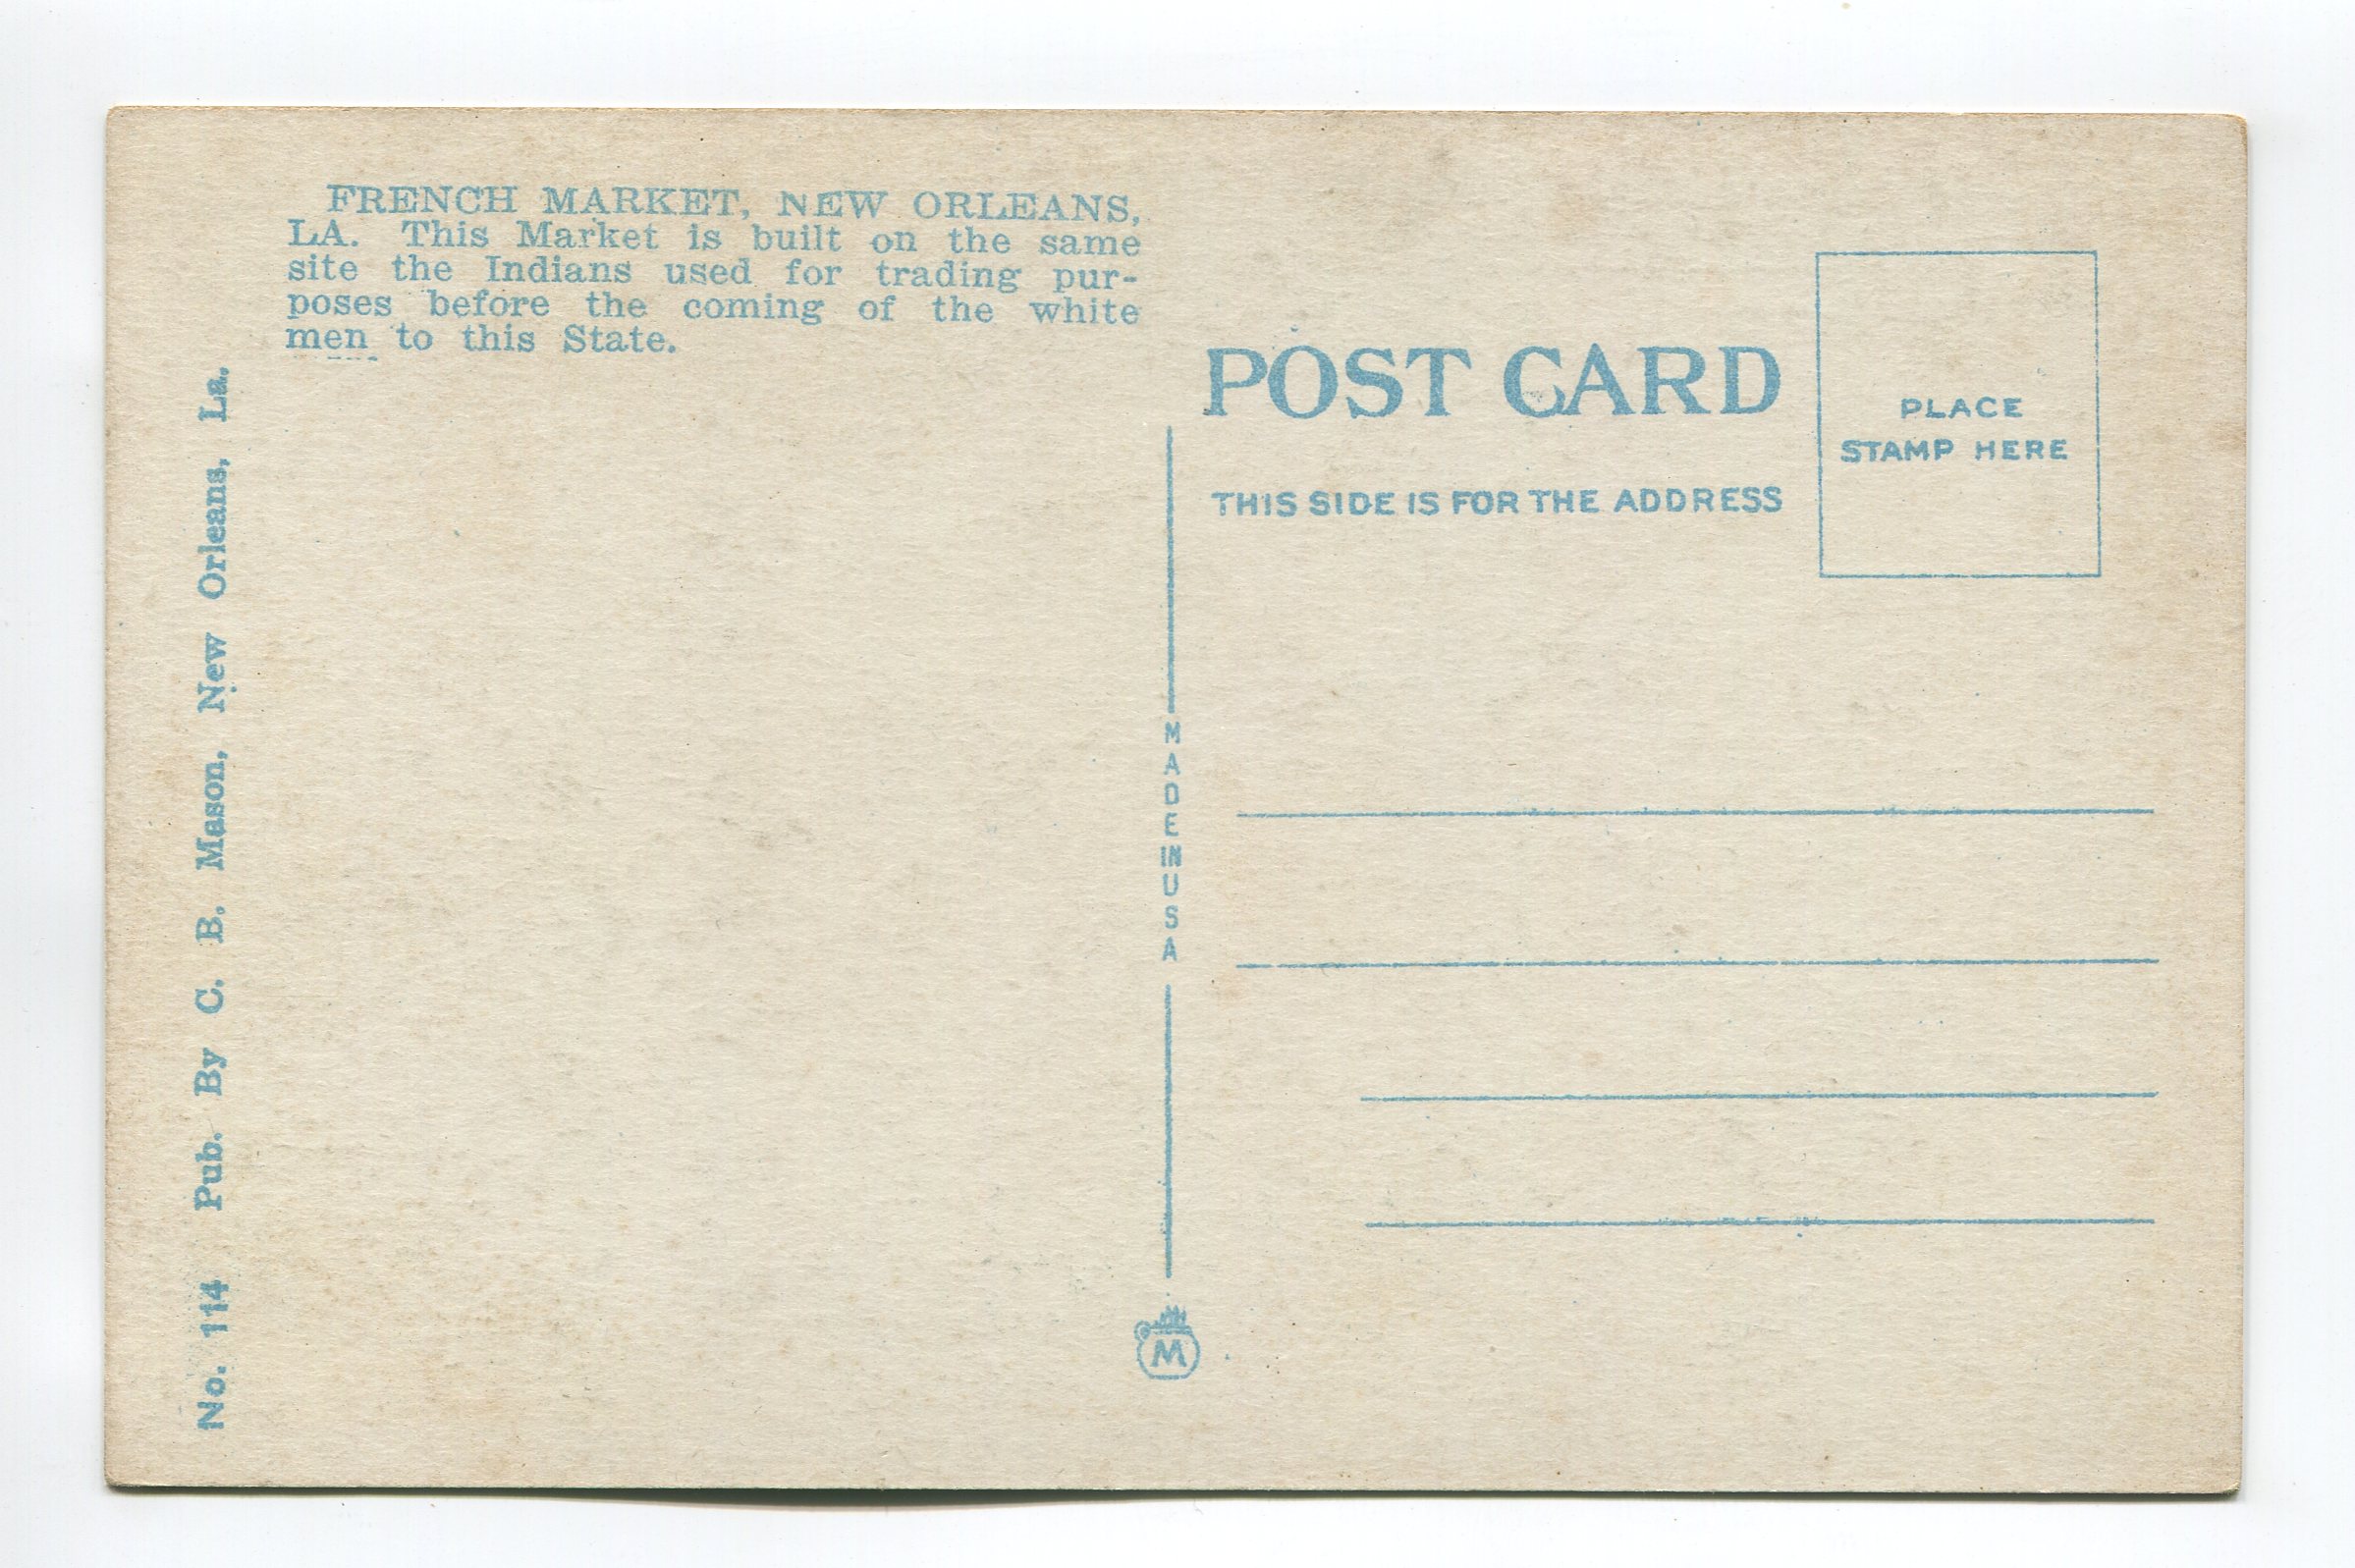 FRENCH MARKET, NEW ORLEANS,
LA. This Market is built on the same
site the Indians used for trading pur-
poses before the coming of the white
men to this State.
No. 114 Pub. By C. B. Mason, New Orleans, La.
POST CARD
THIS SIDE IS FOR THE ADDRESS
PLACE
STAMP HERE
MADE IN USA
M